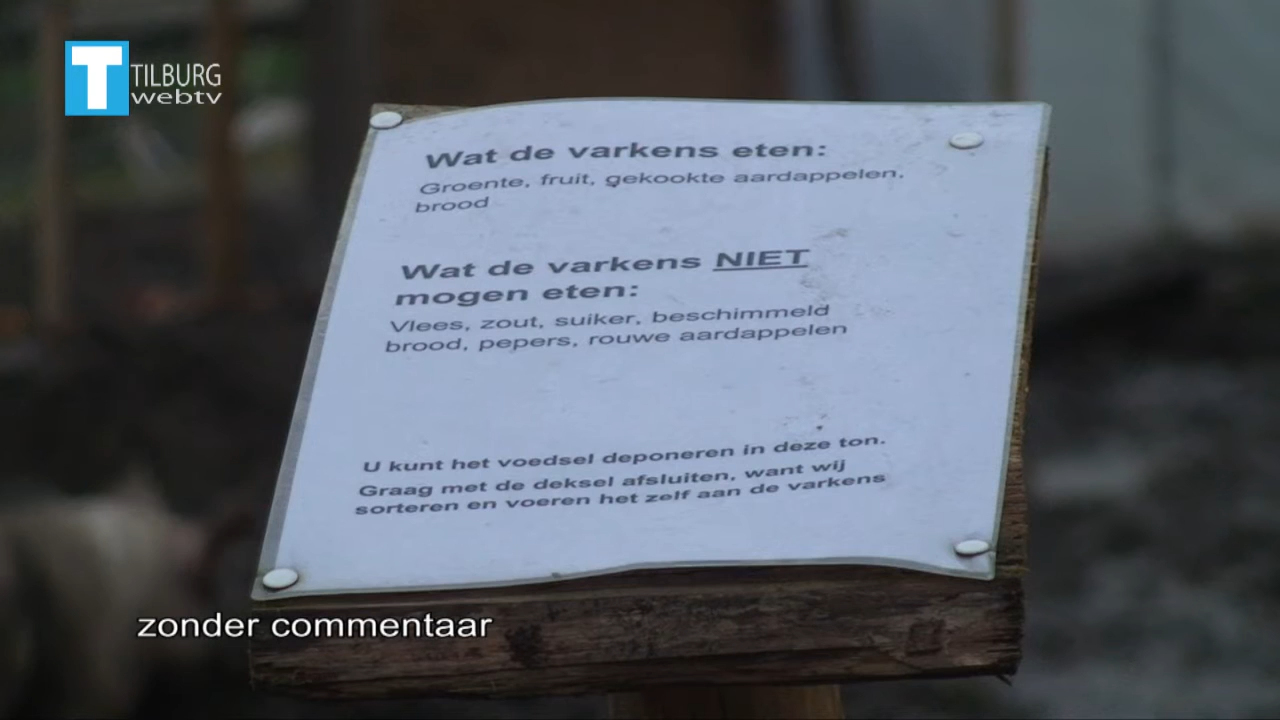 T TILBURG
webtv
Wat de varkens eten:
Groente, fruit, gekookte aardappelen,
brood
Wat de varkens NIET
mogen eten:
Vlees, zout, suiker, beschimmeld
brood, pepers, rouwe aardappelen
U kunt het voedsel deponeren in deze ton.
Graag met de deksel afsluiten, want wij
sorteren en voeren het zelf aan de varkens
zonder commentaar